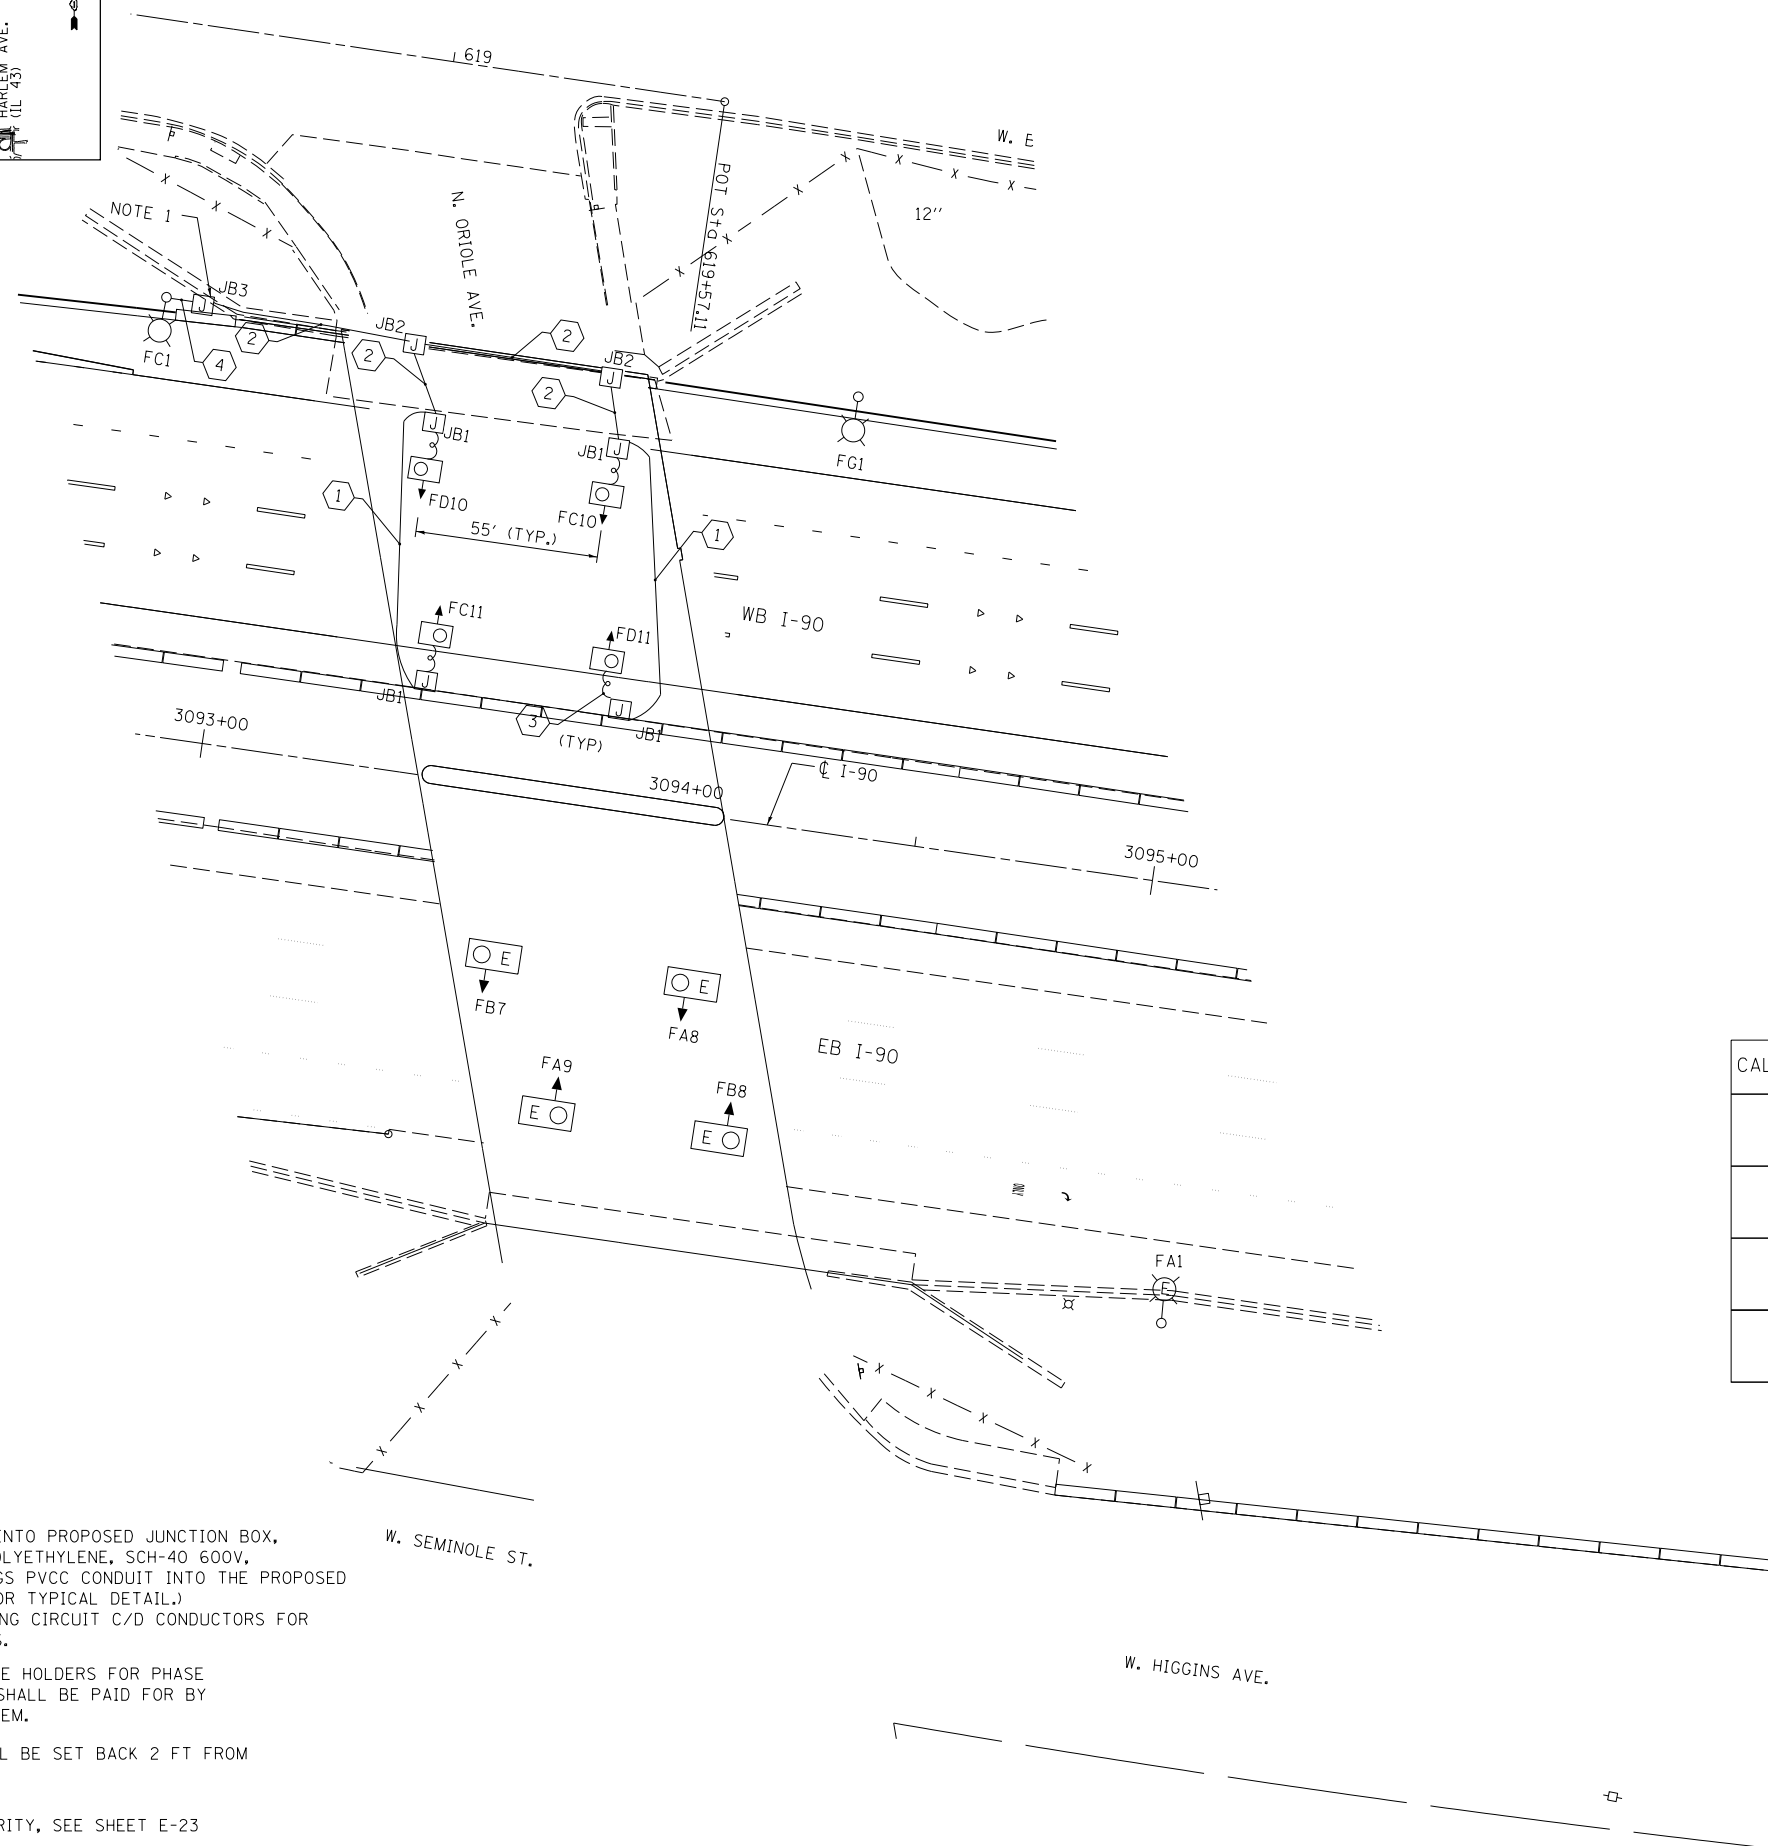 HARLEM AVE.
(IL 43)
619
W. E
POT Sta 619+57.11
12''
N. ORIOLE AVE.
NOTE 1
JB3
JB2
2
2
2
JB2
FC1
4
2
JB1
JB1
FG1
1
FD10
FC10
55' (TYP.)
1
FC11
FD11
WB I-90
JB1
3
(TYP)
JB1
3093+00
3094+00
℄ I-90
3095+00
E
FB7
E
FA8
EB I-90
FA9
E
FB8
E
ONLY
FA1
E
W. SEMINOLE ST.
W. HIGGINS AVE.
CAL
INTO PROPOSED JUNCTION BOX,
OLYETHYLENE, SCH-40 600V,
GS PVCC CONDUIT INTO THE PROPOSED
OR TYPICAL DETAIL.)
NG CIRCUIT C/D CONDUCTORS FOR
S.
E HOLDERS FOR PHASE
SHALL BE PAID FOR BY
EM.
L BE SET BACK 2 FT FROM
RITY, SEE SHEET E-23